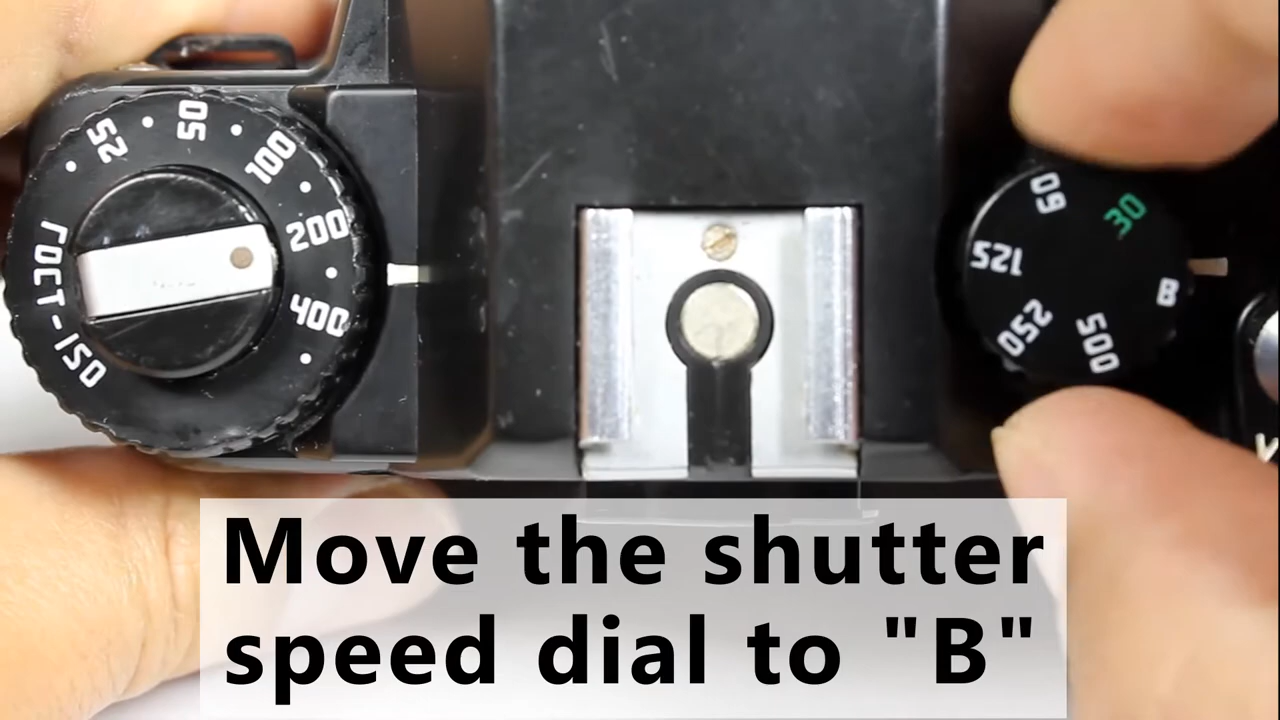 25 50 100 200 400
ГОСТ-ISO
60 30
125
B
250 500
Move the shutter
speed dial to "B"